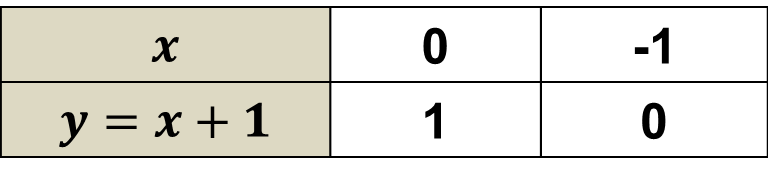 x 0 -1
y = x + 1 1 0